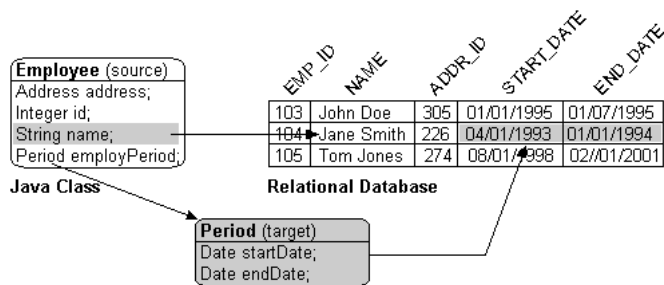 EMP_ID NAME ADDR_ID START_DATE END_DATE
Employee (source)
Address address;
Integer id;
String name;
Period employPeriod;
Java Class
103 John Doe 305 01/01/1995 01/07/1995
104 Jane Smith 226 04/01/1993 01/01/1994
105 Tom Jones 274 08/01/1998 02//01/2001
Relational Database
Period (target)
Date startDate;
Date endDate;